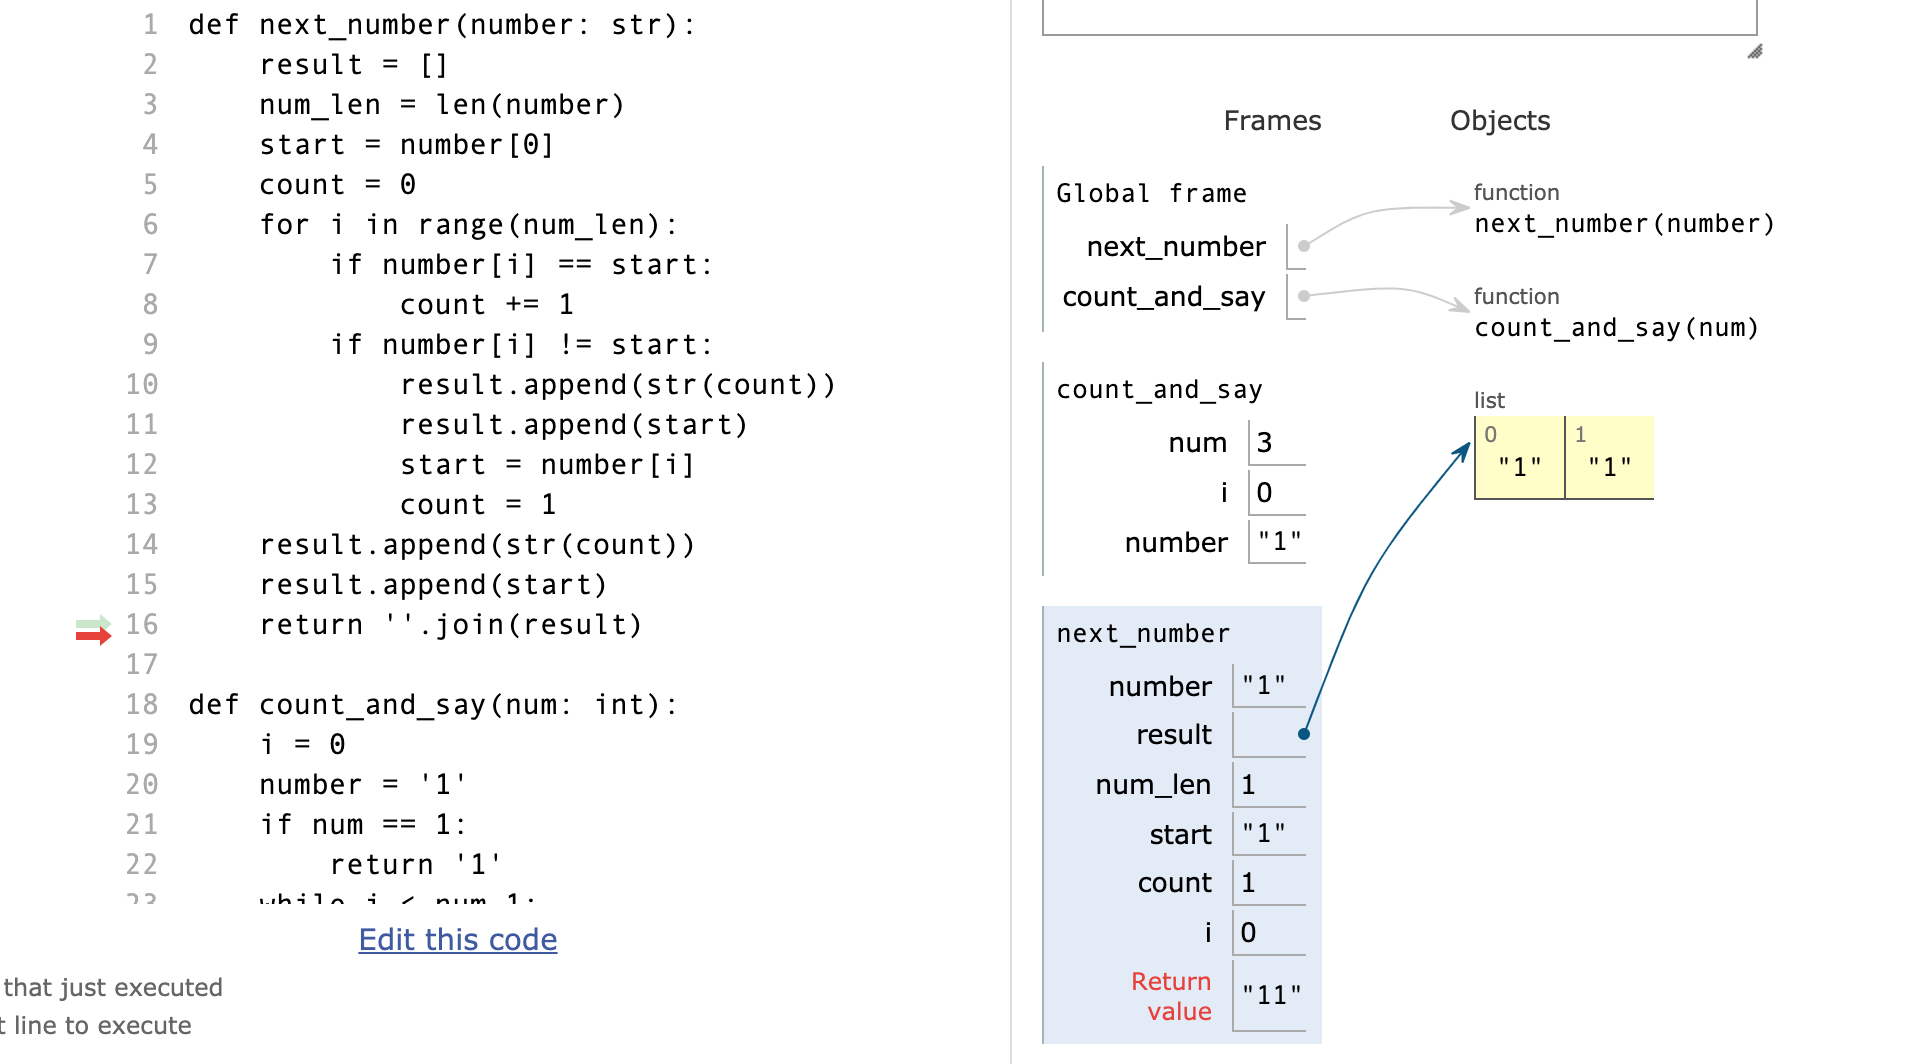 1 def next_number(number: str):
2     result = []
3     num_len = len(number)
4     start = number[0]
5     count = 0
6     for i in range(num_len):
7         if number[i] == start:
8             count += 1
9         if number[i] != start:
10             result.append(str(count))
11             result.append(start)
12             start = number[i]
13             count = 1
14     result.append(str(count))
15     result.append(start)
16     return ''.join(result)
17
18 def count_and_say(num: int):
19     i = 0
20     number = '1'
21     if num == 1:
22         return '1'
23     while i < num-1:
Edit this code
that just executed
line to execute
Frames Objects
Global frame
next_number
count_and_say
function
next_number(number)
function
count_and_say(num)
count_and_say
num 3
i 0
number "1"
list
0 1
"1" "1"
next_number
number "1"
result
num_len 1
start "1"
count 1
i 0
Return
value "11"